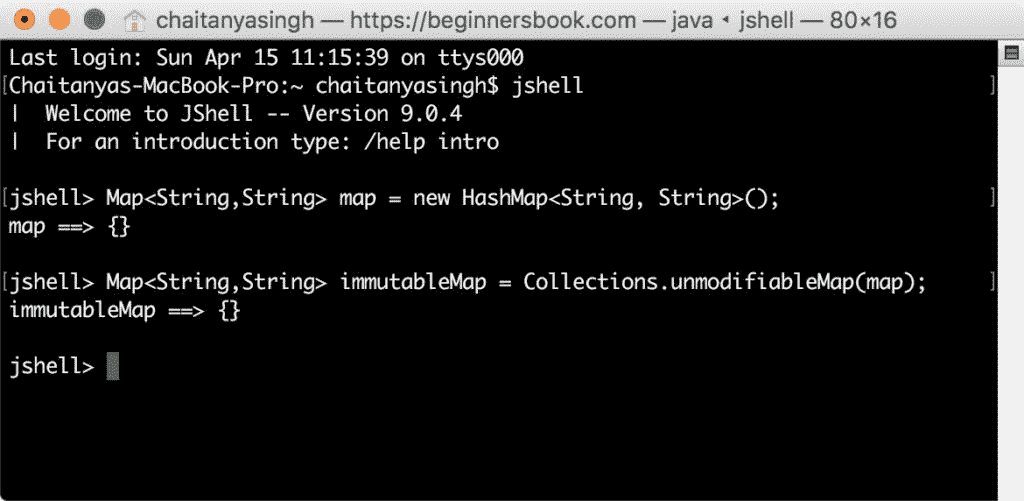 chaitanyasingh — https://beginnersbook.com — java ◂ jshell — 80×16
Last login: Sun Apr 15 11:15:39 on ttys000
[Chaitanyas-MacBook-Pro:~ chaitanyasingh$ jshell ]
|  Welcome to JShell -- Version 9.0.4
|  For an introduction type: /help intro
[jshell> Map<String,String> map = new HashMap<String, String>(); ]
map ==> {}
[jshell> Map<String,String> immutableMap = Collections.unmodifiableMap(map); ]
immutableMap ==> {}
jshell>